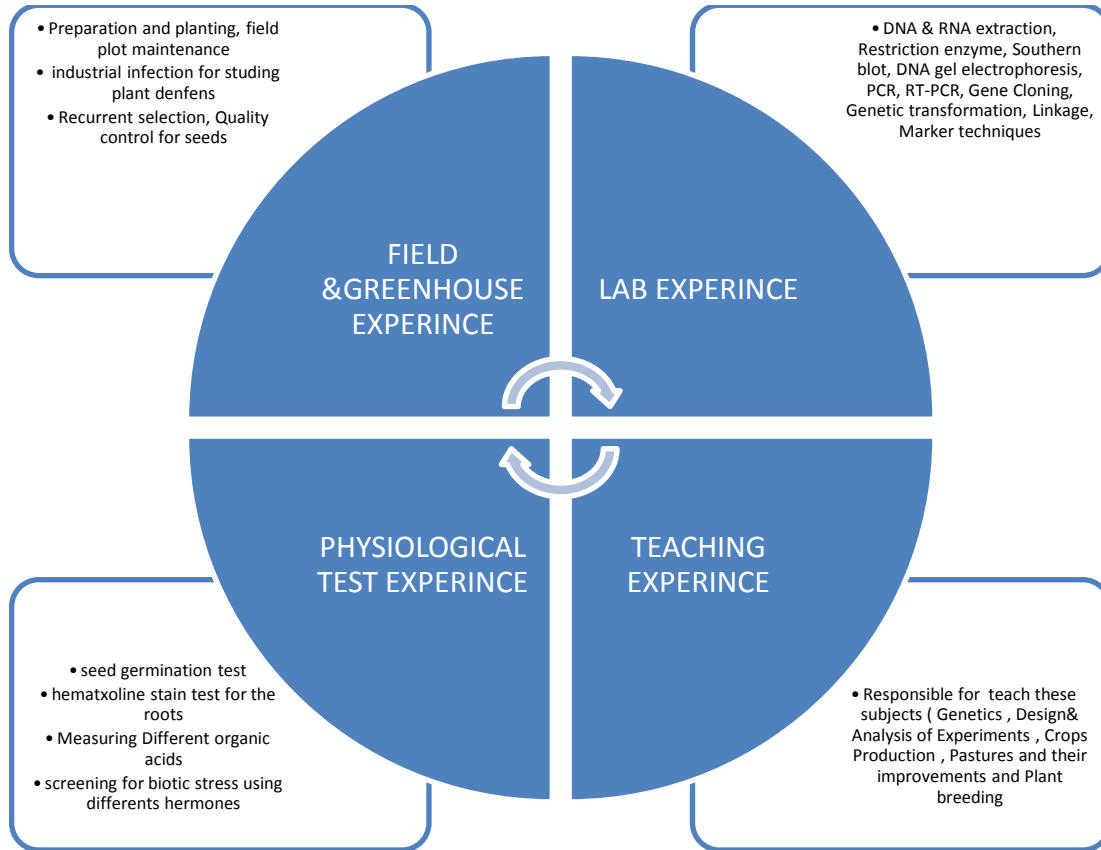 • Preparation and planting, field
plot maintenance
• industrial infection for studing
plant denfens
• Recurrent selection, Quality
control for seeds
• DNA & RNA extraction,
Restriction enzyme, Southern
blot, DNA gel electrophoresis,
PCR, RT-PCR, Gene Cloning,
Genetic transformation, Linkage,
Marker techniques
FIELD
&GREENHOUSE
EXPERINCE
LAB EXPERINCE
PHYSIOLOGICAL
TEST EXPERINCE
TEACHING
EXPERINCE
• seed germination test
• hematxoline stain test for the
roots
• Measuring Different organic
acids
• screening for biotic stress using
differents hermones
• Responsible for  teach these
subjects ( Genetics , Design&
Analysis of Experiments , Crops
Production , Pastures and their
improvements and Plant
breeding